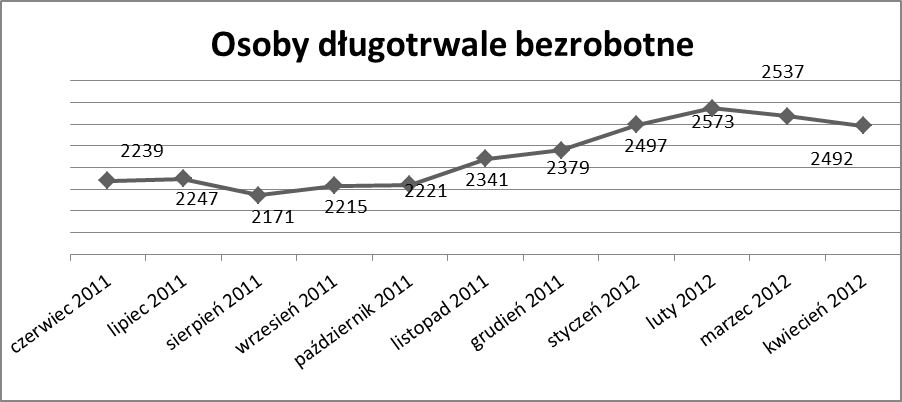 Osoby długotrwale bezrobotne
2239
2247
2171
2215
2221
2341
2379
2497
2573
2537
2492
czerwiec 2011
lipiec 2011
sierpień 2011
wrzesień 2011
październik 2011
listopad 2011
grudzień 2011
styczeń 2012
luty 2012
marzec 2012
kwiecień 2012